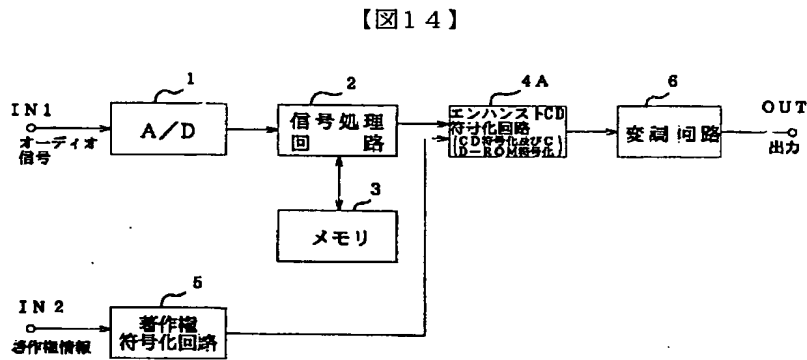 【図14】
1
2
4A
6
IN1
オーディオ
信号
A/D
信号処理
回路
エンハンストCD
符号化回路
(CD符号化及びC)
(D-ROM符号化)
変調回路
OUT
出力
3
メモリ
5
IN2
著作権情報
著作権
符号化回路